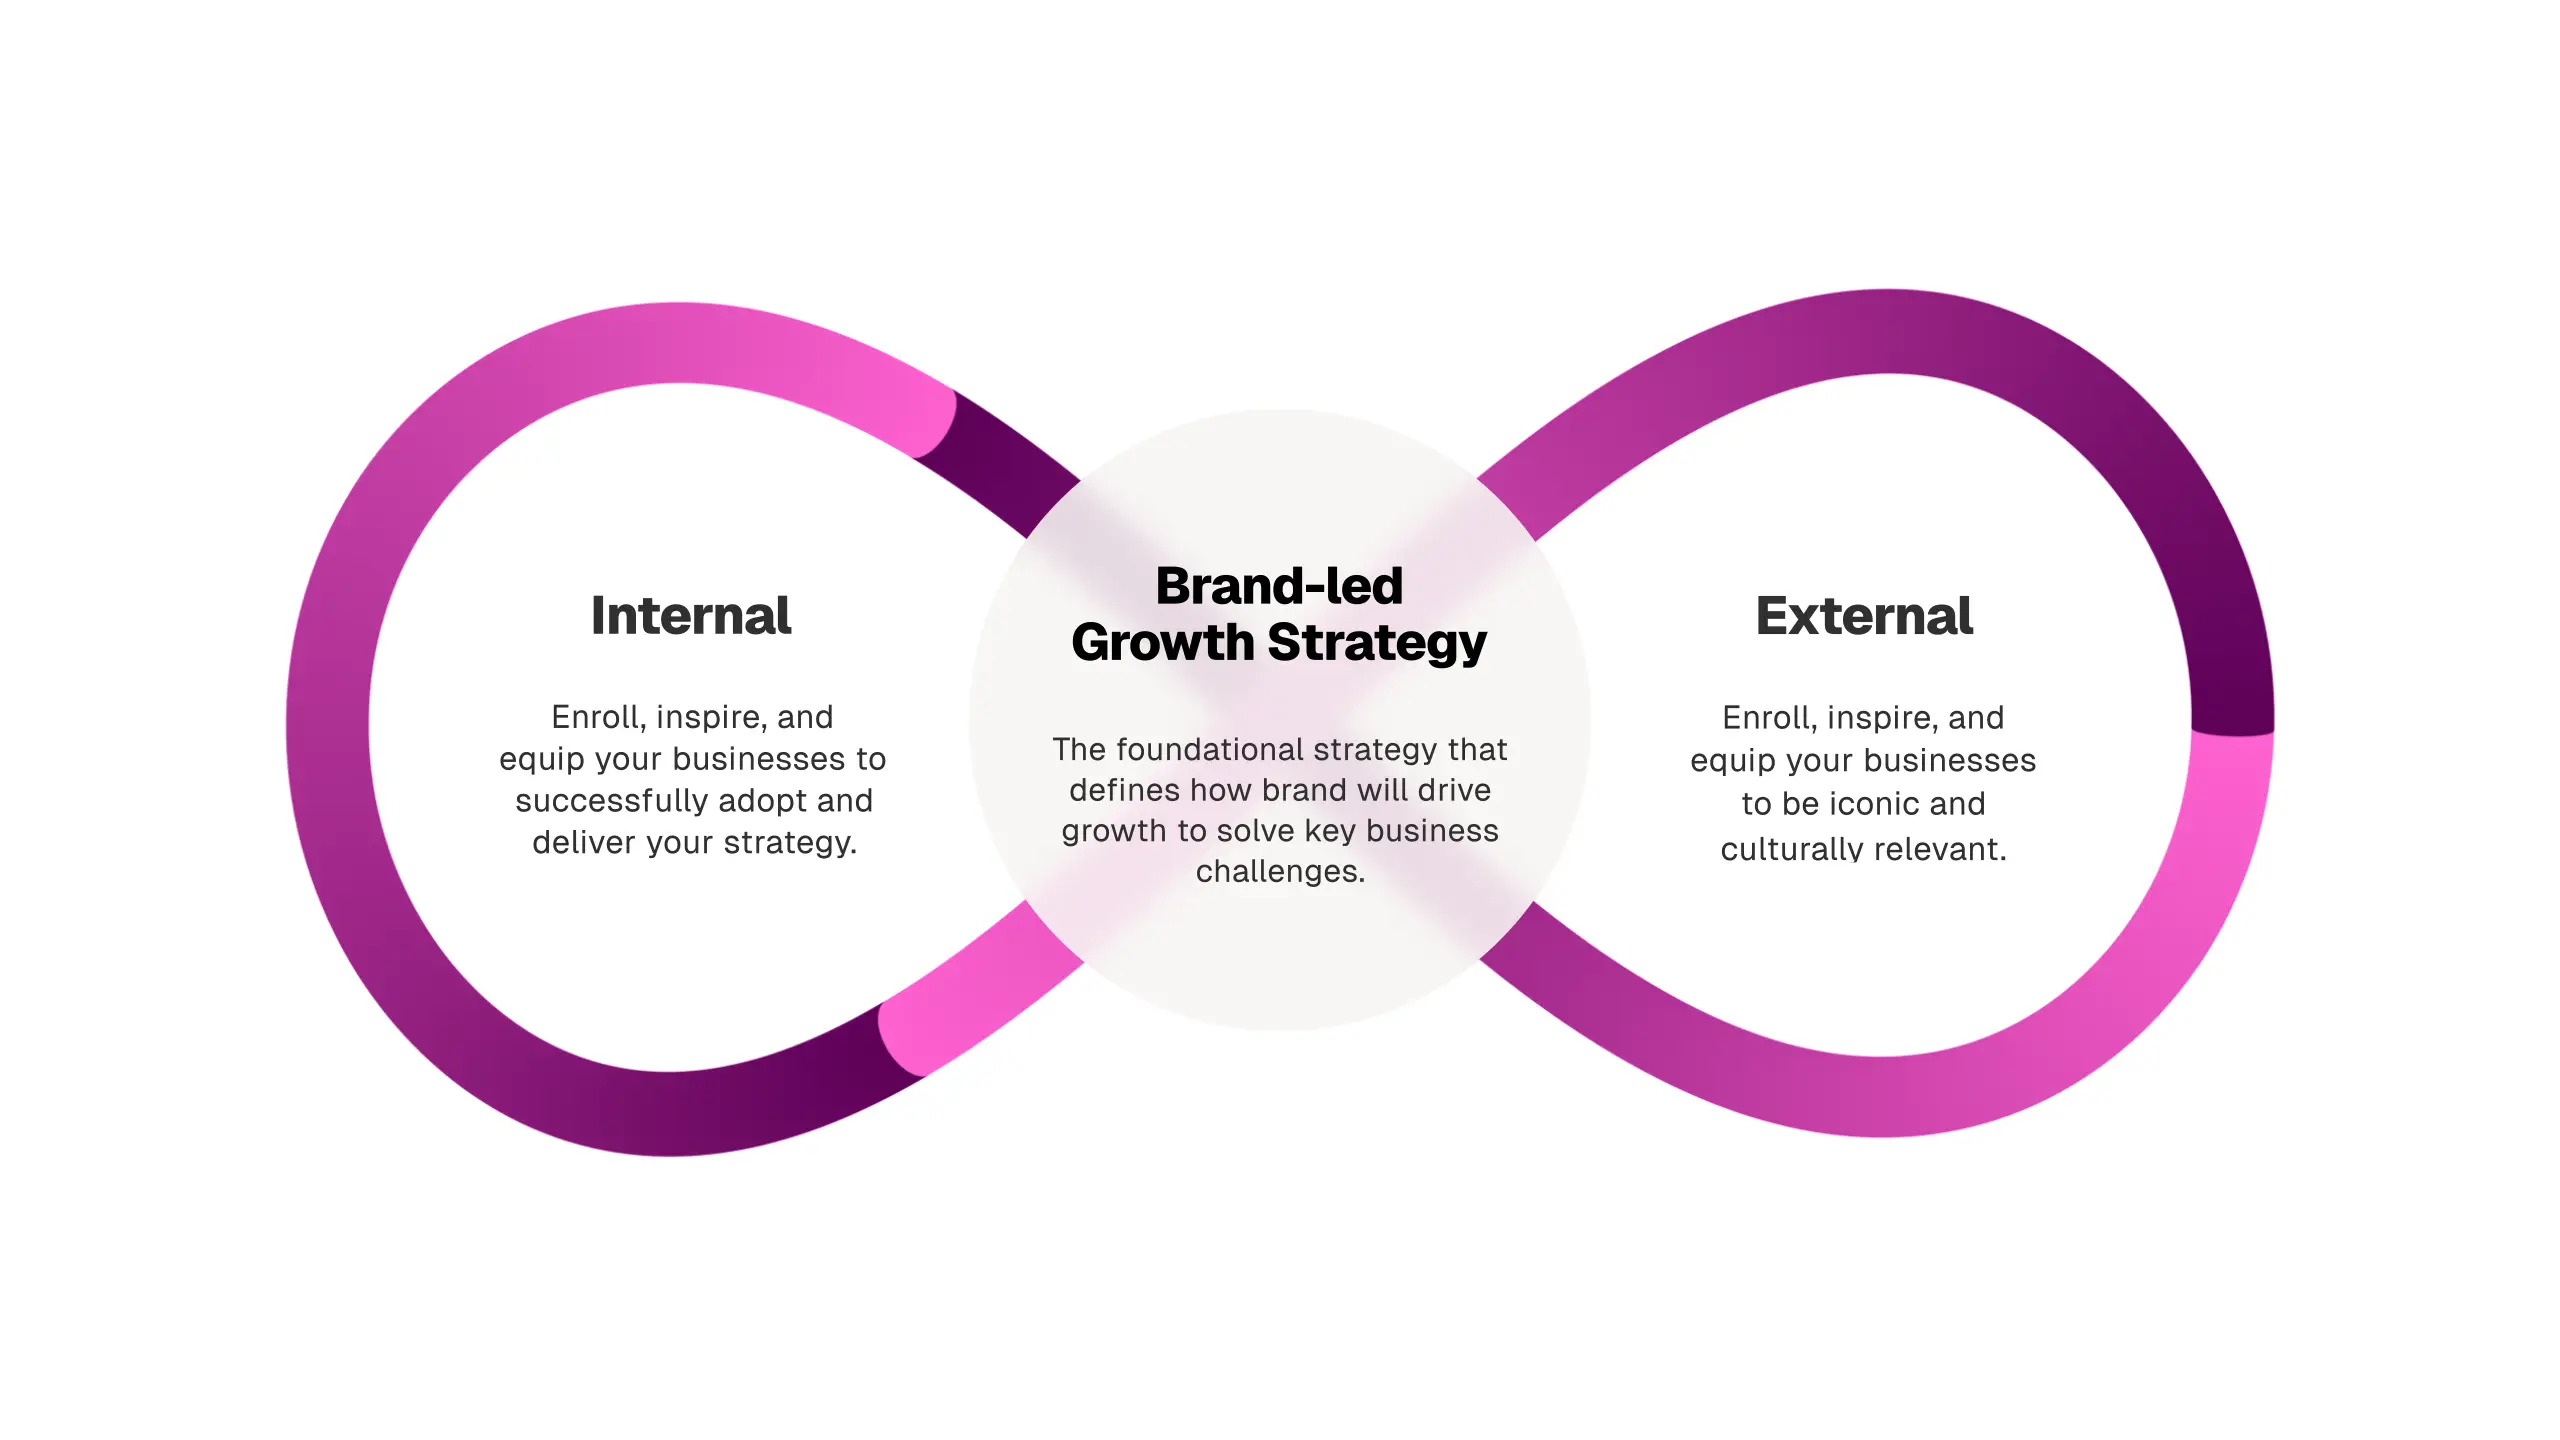 Internal
Enroll, inspire, and
equip your businesses to
successfully adopt and
deliver your strategy.
Brand-led
Growth Strategy
The foundational strategy that
defines how brand will drive
growth to solve key business
challenges.
External
Enroll, inspire, and
equip your businesses
to be iconic and
culturally relevant.